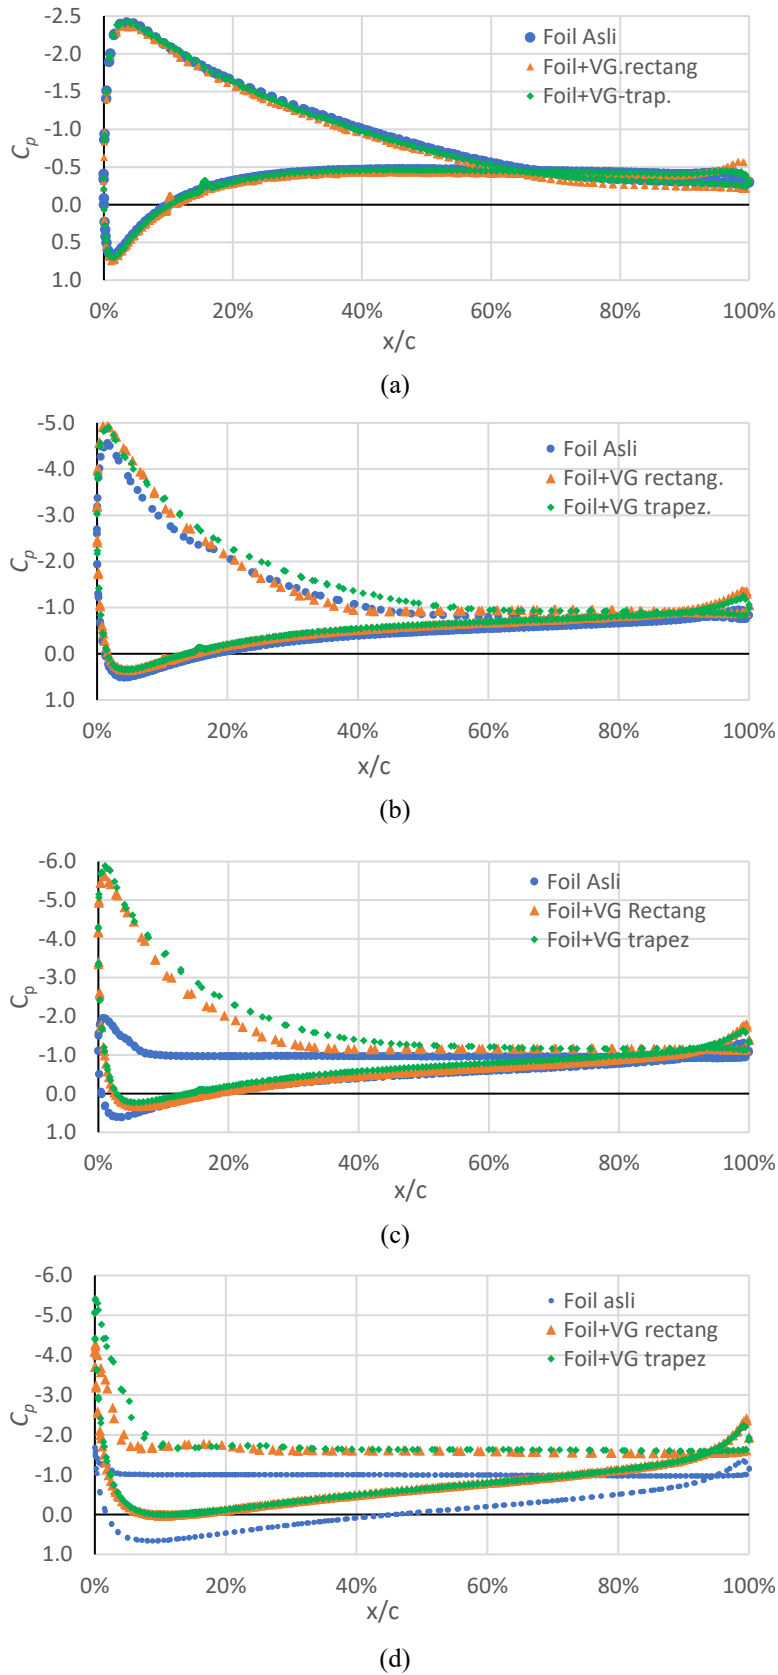 -2.5
Foil Asli
-2.0
Foil+VG.rectang
-1.5
Foil+VG-trap.
-1.0
Cp
-0.5
0.0
0.5
1.0
0% 20% 40% 60% 80% 100%
x/c
(a)
-5.0
Foil Asli
-4.0
Foil+VG rectang.
-3.0
Foil+VG trapez.
-2.0
Cp
-1.0
0.0
1.0
0% 20% 40% 60% 80% 100%
x/c
(b)
-6.0
Foil Asli
-5.0
Foil+VG Rectang
-4.0
Foil+VG trapez
-3.0
Cp
-2.0
-1.0
0.0
1.0
0% 20% 40% 60% 80% 100%
x/c
(c)
-6.0
Foil asli
-5.0
Foil+VG rectang
-4.0
Foil+VG trapez
-3.0
Cp
-2.0
-1.0
0.0
1.0
0% 20% 40% 60% 80% 100%
x/c
(d)